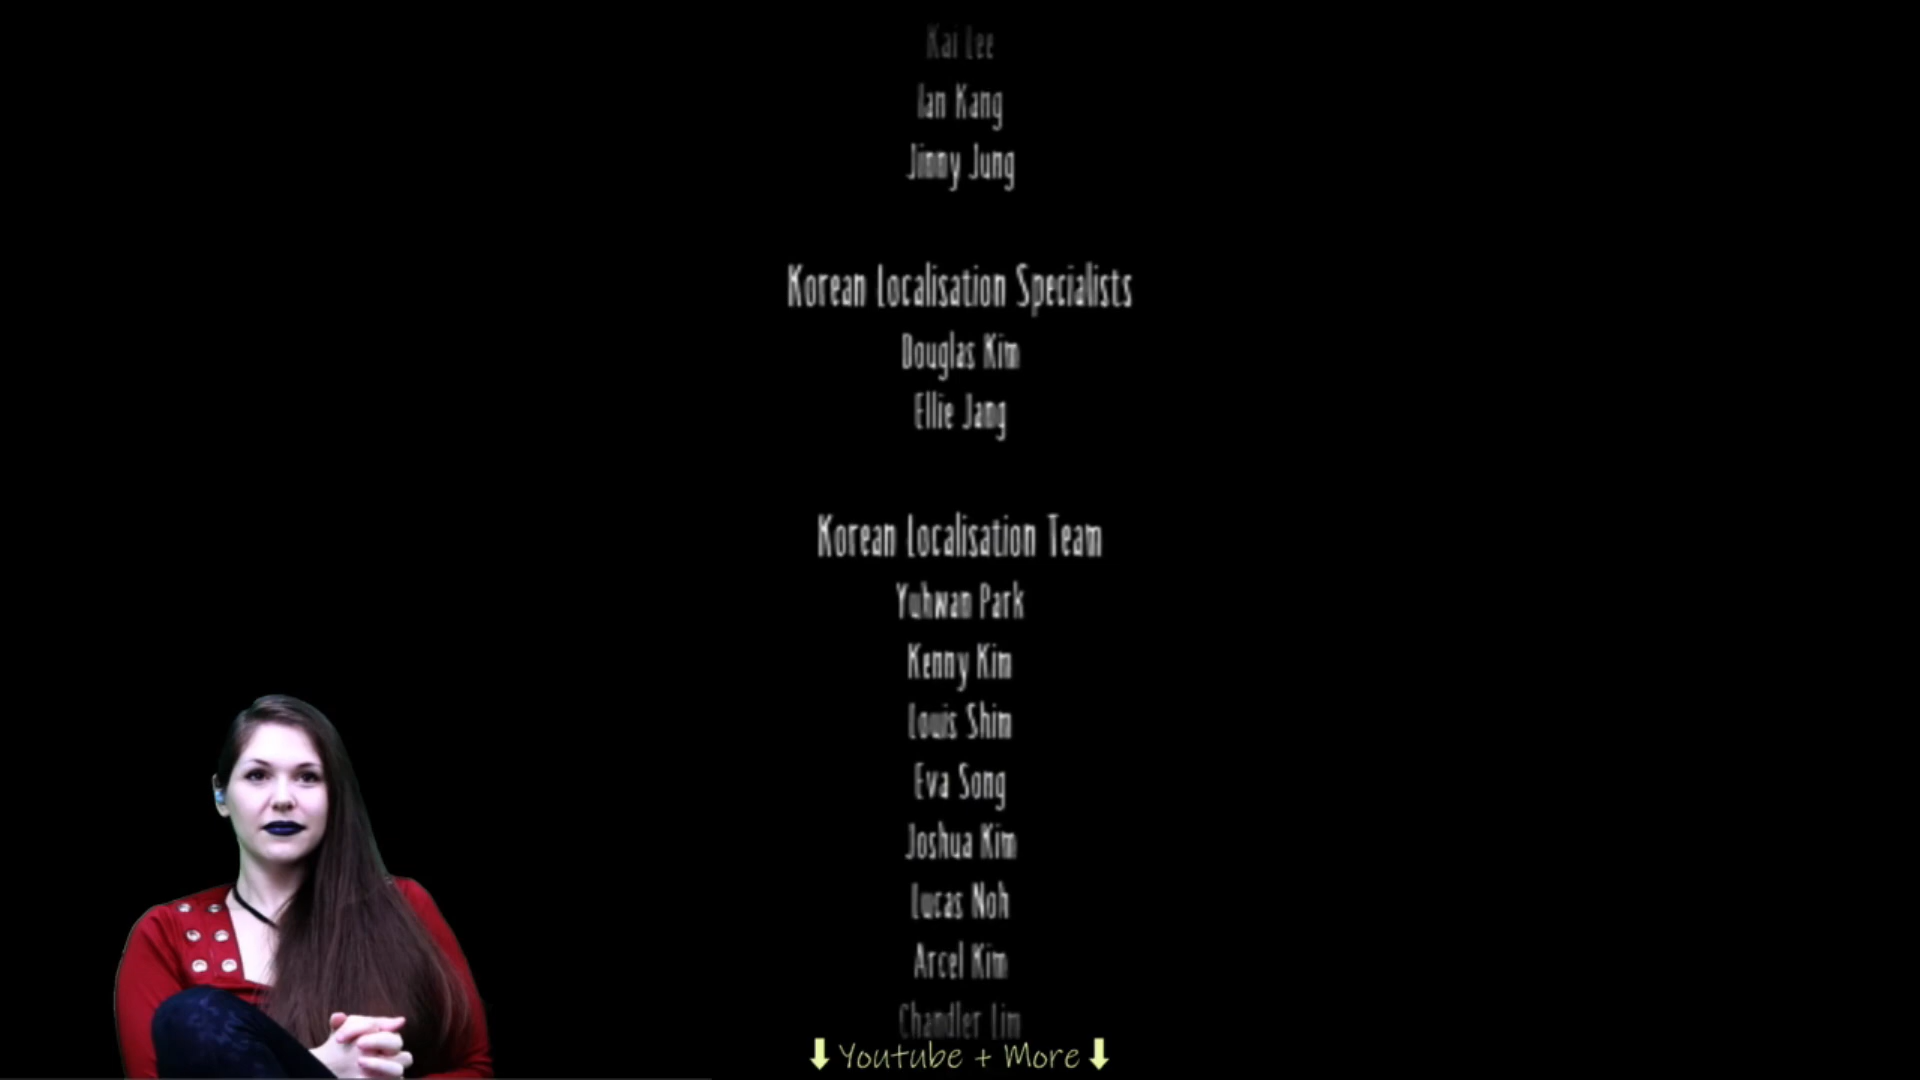 Kai Lee
Ian Kang
Jinny Jung
Korean Localisation Specialists
Douglas Kim
Ellie Jang
Korean Localisation Team
Yuhwan Park
Kenny Kim
Louis Shim
Eva Song
Joshua Kim
Lucas Noh
Arcel Kim
Chandler Lim
⬇ Youtube + More ⬇